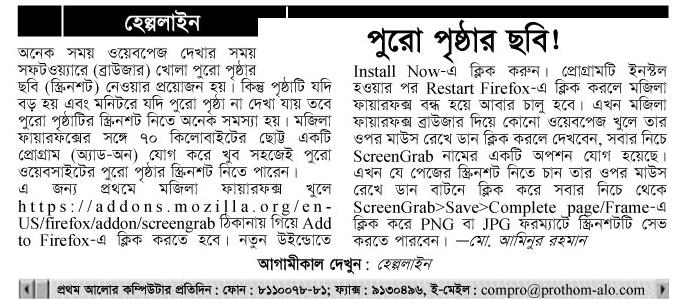 হেল্পলাইন
পুরো পৃষ্ঠার ছবি!
অনেক সময় ওয়েবপেজ দেখার সময়
সফটওয়্যারে (ব্রাউজার) খোলা পুরো পৃষ্ঠার
ছবি (স্ক্রিনশট) নেওয়ার প্রয়োজন হয়। কিন্তু পৃষ্ঠাটি যদি
বড় হয় এবং মনিটরে যদি পুরো পৃষ্ঠা না দেখা যায় তবে
পুরো পৃষ্ঠাটির স্ক্রিনশট নিতে অনেক সমস্যা হয়। মজিলা
ফায়ারফক্সের সঙ্গে ৭০ কিলোবাইটের ছোট্ট একটি
প্রোগ্রাম (অ্যাড-অন) যোগ করে খুব সহজেই পুরো
ওয়েবসাইটের পুরো পৃষ্ঠার স্ক্রিনশট নিতে পারেন।
এ জন্য প্রথমে মজিলা ফায়ারফক্স খুলে
https://addons.mozilla.org/en-
US/firefox/addon/screengrab ঠিকানায় গিয়ে Add
to Firefox-এ ক্লিক করতে হবে। নতুন উইন্ডোতে
Install Now-এ ক্লিক করুন। প্রোগ্রামটি ইনস্টল
হওয়ার পর Restart Firefox-এ ক্লিক করলে মজিলা
ফায়ারফক্স বন্ধ হয়ে আবার চালু হবে। এখন মজিলা
ফায়ারফক্স ব্রাউজার দিয়ে কোনো ওয়েবপেজ খুলে তার
ওপর মাউস রেখে ডান ক্লিক করলে দেখবেন, সবার নিচে
ScreenGrab নামের একটি অপশন যোগ হয়েছে।
এখন যে পেজের স্ক্রিনশট নিতে চান তার ওপর মাউস
রেখে ডান বাটনে ক্লিক করে সবার নিচ থেকে
ScreenGrab>Save>Complete page/Frame-এ
ক্লিক করে PNG বা JPG ফরম্যাটে স্ক্রিনশটটি সেভ
করতে পারবেন। —মো. আমিনুর রহমান
আগামীকাল দেখুন : হেল্পলাইন
প্রথম আলোর কম্পিউটার প্রতিদিন : ফোন : ৮১১০০৭৮-৮১; ফ্যাক্স : ৯১৩০৪৯৬, ই-মেইল : compro@prothom-alo.com